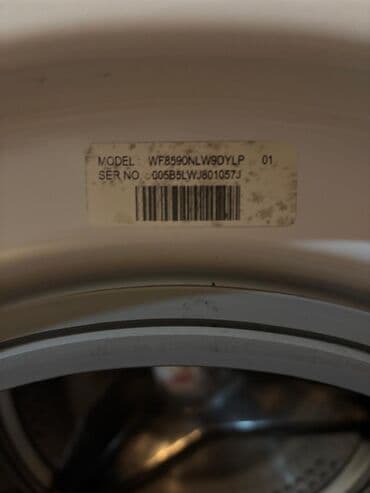 MODEL : WF8590NLW9DYLP 01
SER NO. 005B5LWJ801057J